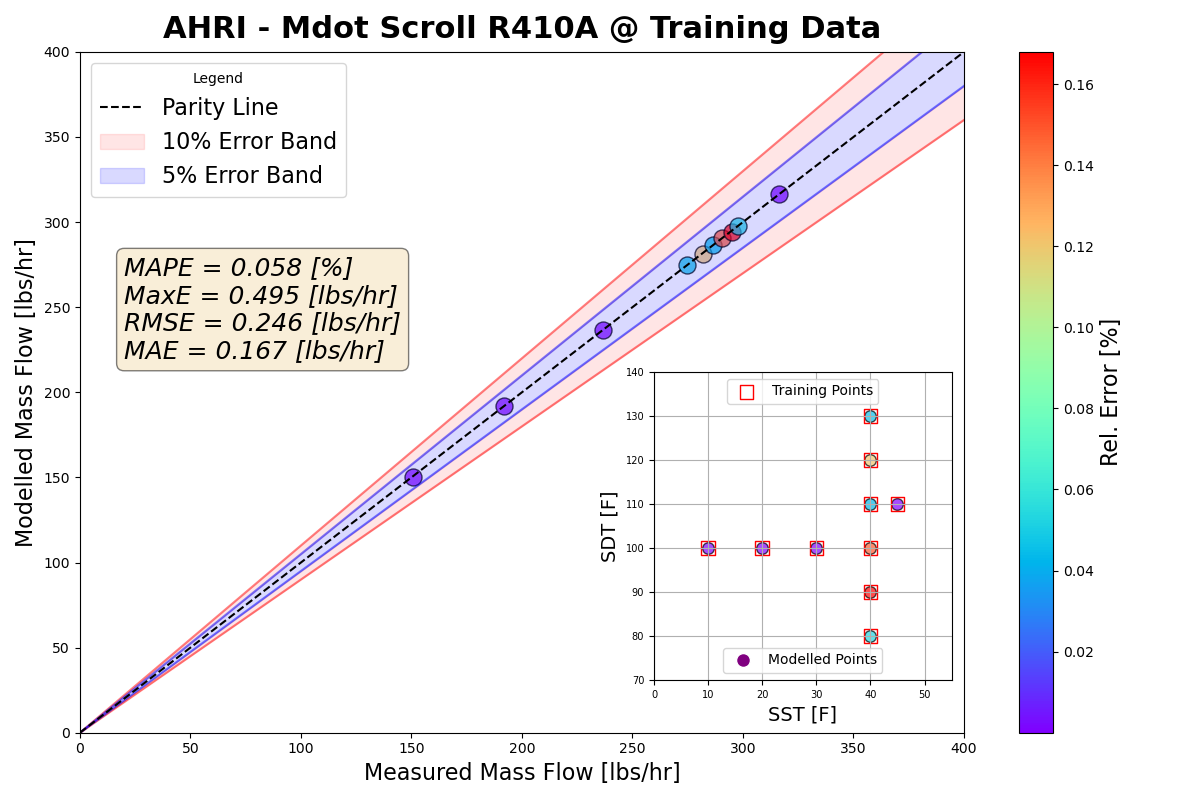 AHRI - Mdot Scroll R410A @ Training Data
Legend
Parity Line
10% Error Band
5% Error Band
MAPE = 0.058 [%]
MaxE = 0.495 [lbs/hr]
RMSE = 0.246 [lbs/hr]
MAE = 0.167 [lbs/hr]
Modelled Mass Flow [lbs/hr]
400
350
300
250
200
150
100
50
0
0 50 100 150 200 250 300 350 400
Measured Mass Flow [lbs/hr]
Training Points
Modelled Points
SDT [F]
140
130
120
110
100
90
80
70
0 10 20 30 40 50
SST [F]
0.16
0.14
0.12
0.10
0.08
0.06
0.04
0.02
Rel. Error [%]